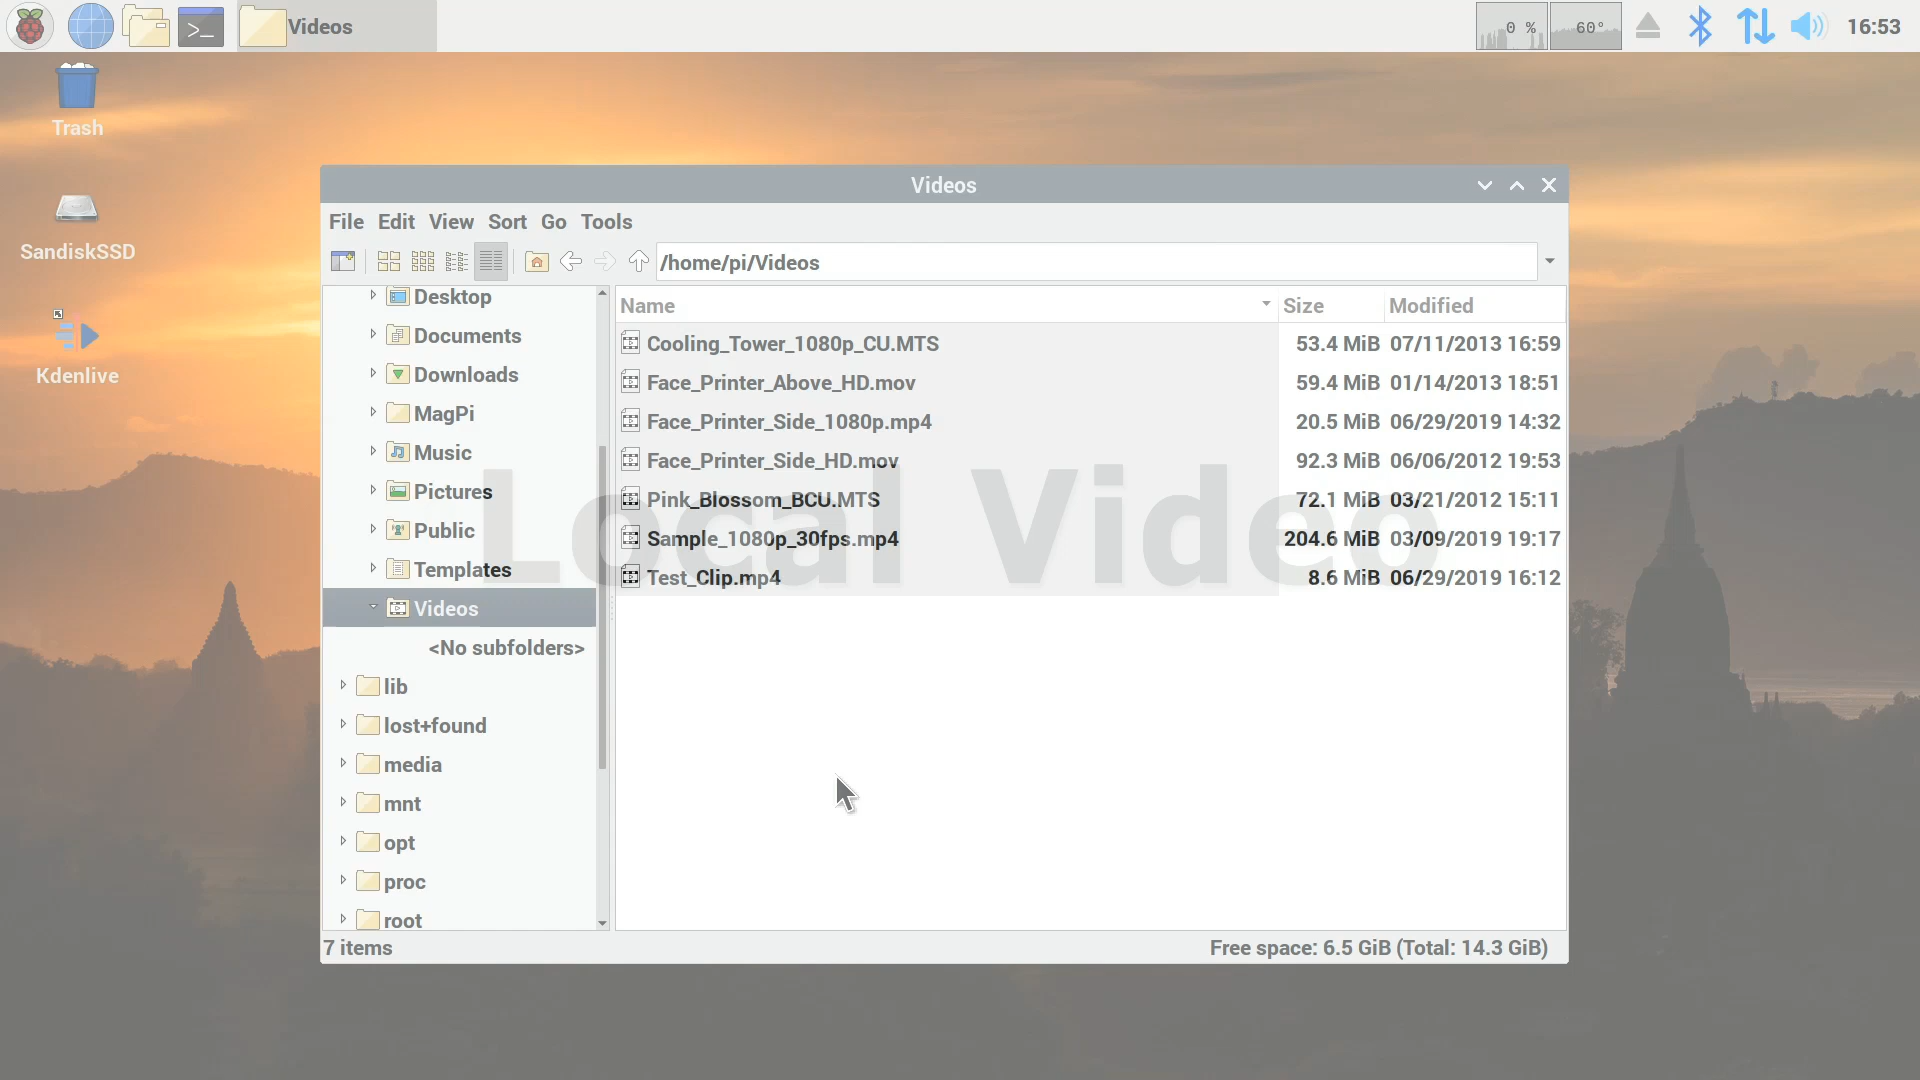 Videos
0 %
60°
16:53
Trash
SandiskSSD
Kdenlive
Videos
File Edit View Sort Go Tools
/home/pi/Videos
Desktop
Documents
Downloads
MagPi
Music
Pictures
Public
Templates
Videos
<No subfolders>
lib
lost+found
media
mnt
opt
proc
root
Name Size Modified
Cooling_Tower_1080p_CU.MTS 53.4 MiB 07/11/2013 16:59
Face_Printer_Above_HD.mov 59.4 MiB 01/14/2013 18:51
Face_Printer_Side_1080p.mp4 20.5 MiB 06/29/2019 14:32
Face_Printer_Side_HD.mov 92.3 MiB 06/06/2012 19:53
Pink_Blossom_BCU.MTS 72.1 MiB 03/21/2012 15:11
Sample_1080p_30fps.mp4 204.6 MiB 03/09/2019 19:17
Test_Clip.mp4 8.6 MiB 06/29/2019 16:12
Local Video
7 items
Free space: 6.5 GiB (Total: 14.3 GiB)